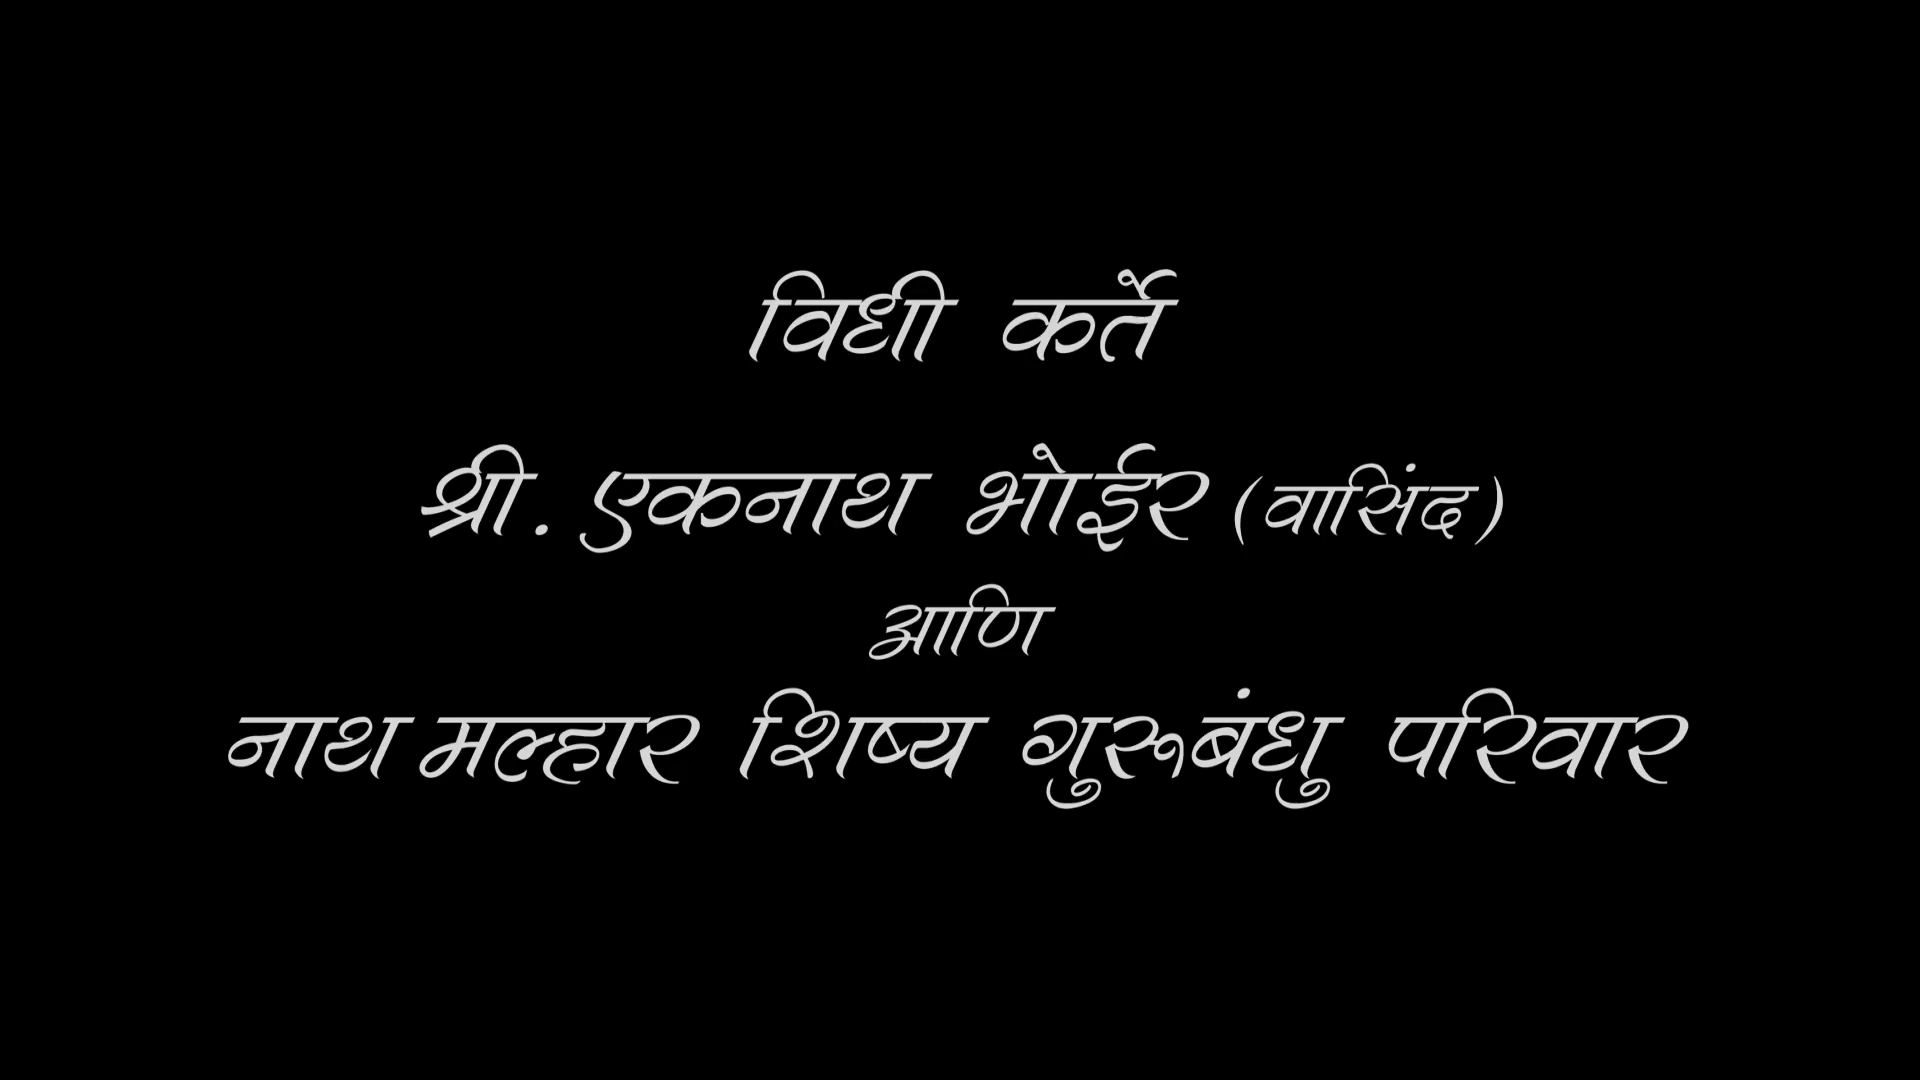 विधी कर्ते
श्री. एकनाथ भोईर (वासिंद)
आणि
नाथ मल्हार शिष्य गुरूबंधु परिवार